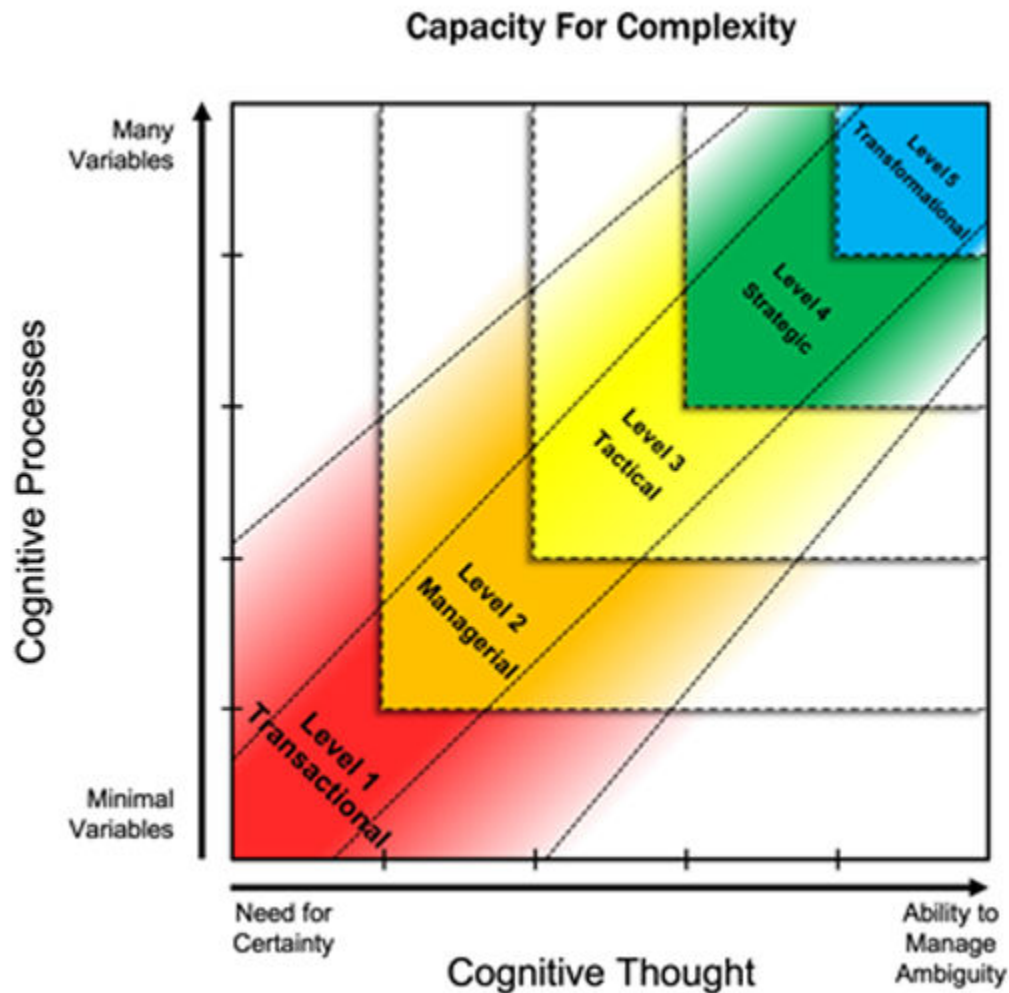 Capacity For Complexity
Many
Variables
Level 5
Transformational
Level 4
Strategic
Level 3
Tactical
Level 2
Managerial
Level 1
Transactional
Cognitive Processes
Minimal
Variables
Need for
Certainty
Ability to
Manage
Ambiguity
Cognitive Thought